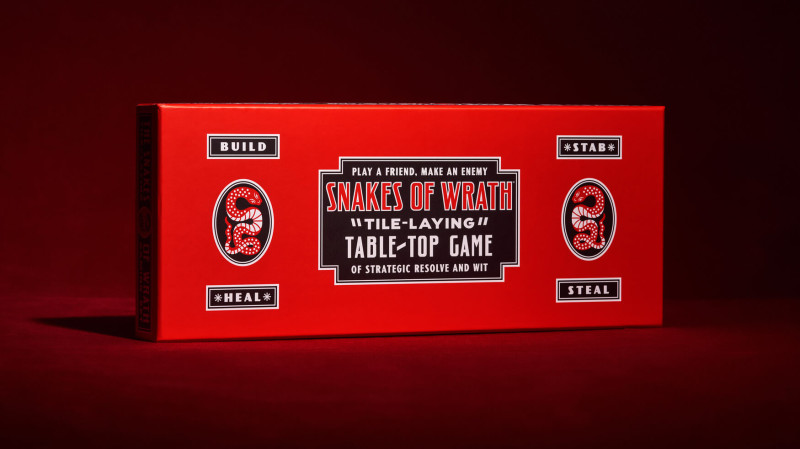 BUILD
*STAB*
PLAY A FRIEND, MAKE AN ENEMY
SNAKES OF WRATH
"TILE-LAYING"
TABLE-TOP GAME
OF STRATEGIC RESOLVE AND WIT
*HEAL*
STEAL